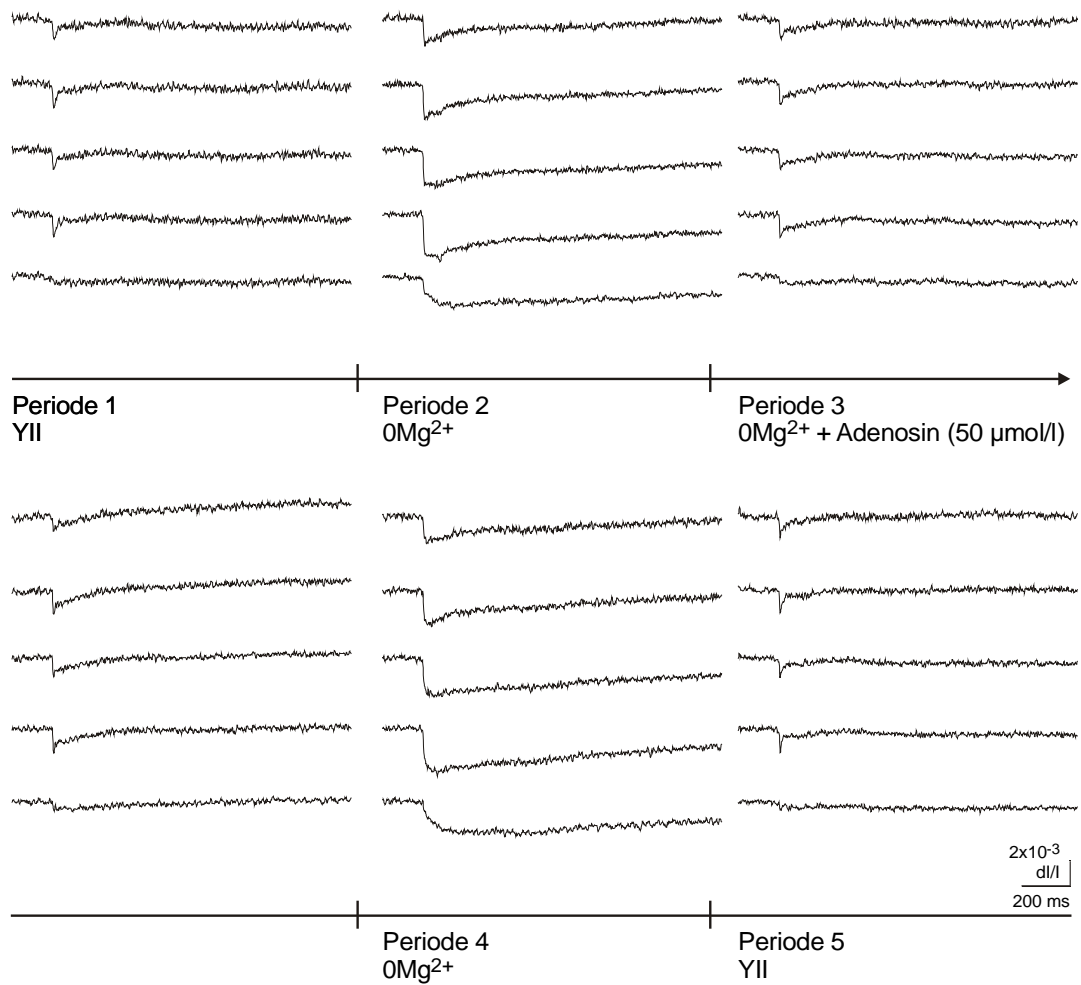 Periode 1
YII
Periode 2
0Mg2+
Periode 3
0Mg2+ + Adenosin (50 µmol/l)
2x10-3
dI/I
200 ms
Periode 4
0Mg2+
Periode 5
YII